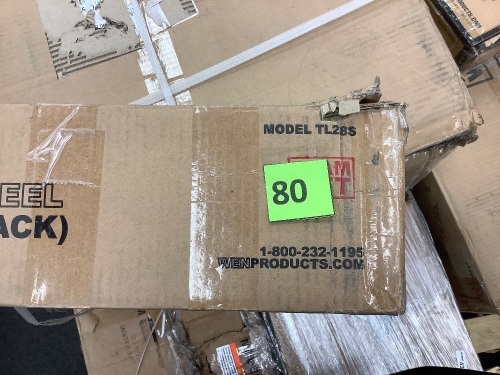 MODEL TL28S
EEL
ACK)
80
1-800-232-1195
WENPRODUCTS.COM